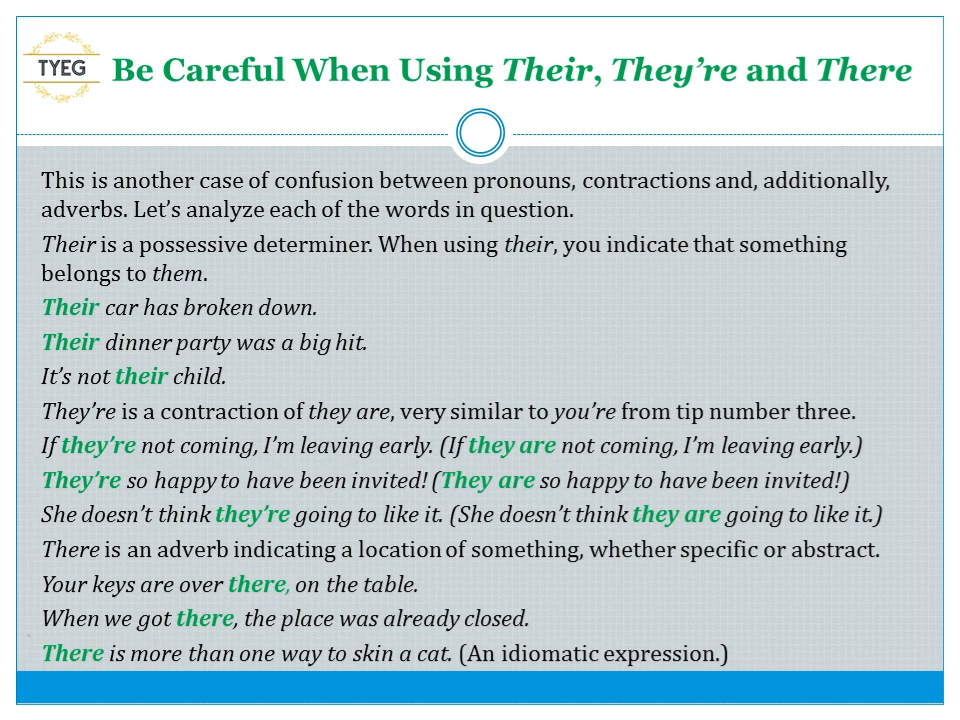 TYEG
Be Careful When Using Their, They’re and There
This is another case of confusion between pronouns, contractions and, additionally,
adverbs. Let’s analyze each of the words in question.
Their is a possessive determiner. When using their, you indicate that something
belongs to them.
Their car has broken down.
Their dinner party was a big hit.
It’s not their child.
They’re is a contraction of they are, very similar to you’re from tip number three.
If they’re not coming, I’m leaving early. (If they are not coming, I’m leaving early.)
They’re so happy to have been invited! (They are so happy to have been invited!)
She doesn’t think they’re going to like it. (She doesn’t think they are going to like it.)
There is an adverb indicating a location of something, whether specific or abstract.
Your keys are over there, on the table.
When we got there, the place was already closed.
There is more than one way to skin a cat. (An idiomatic expression.)